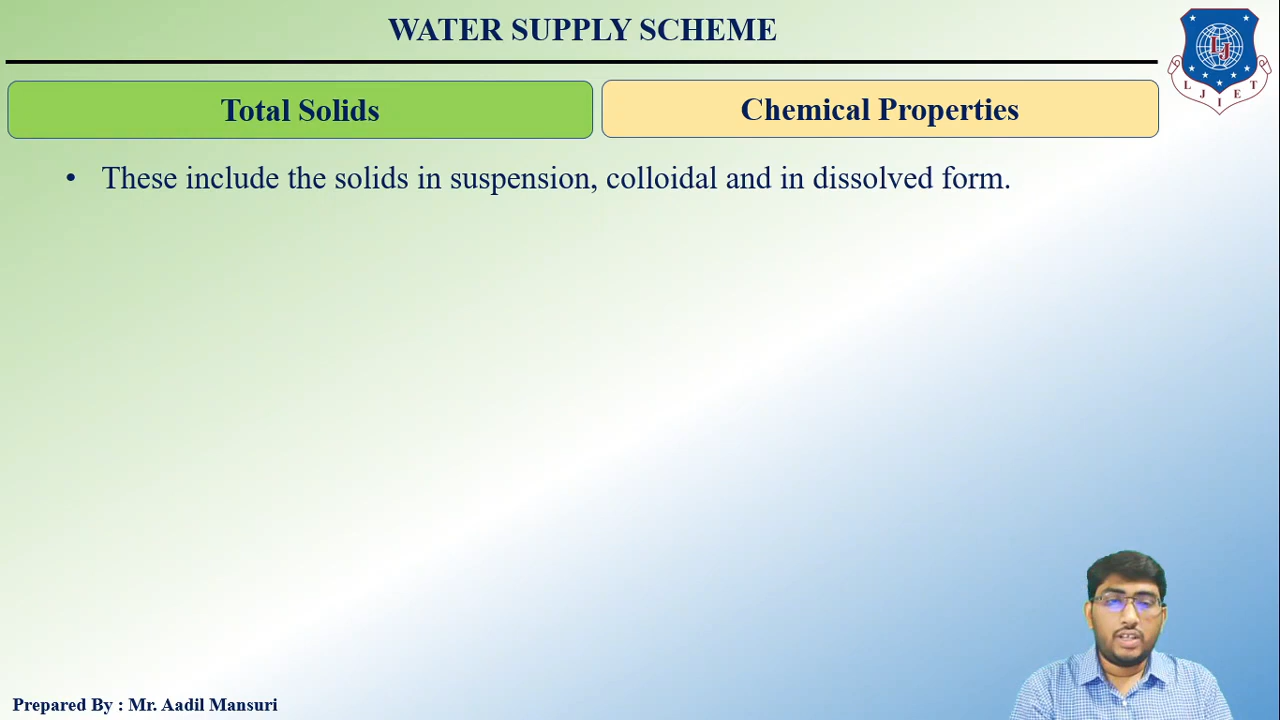 WATER SUPPLY SCHEME
Total Solids
Chemical Properties
• These include the solids in suspension, colloidal and in dissolved form.
LJ
L J I E T
Prepared By : Mr. Aadil Mansuri